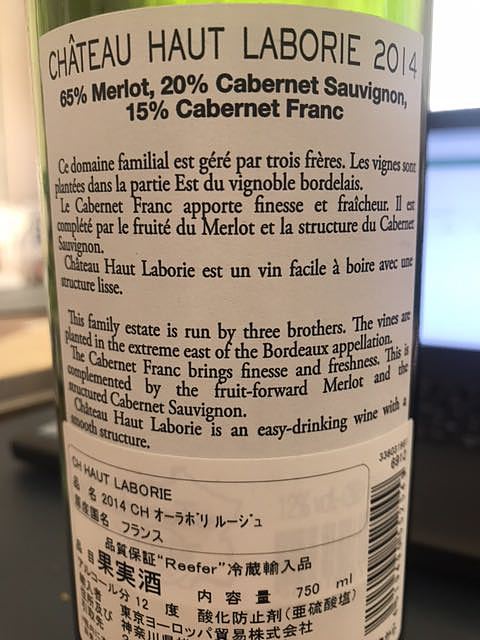 CHÂTEAU HAUT LABORIE 2014
65% Merlot, 20% Cabernet Sauvignon,
15% Cabernet Franc
Ce domaine familial est géré par trois frères. Les vignes sont
plantées dans la partie Est du vignoble bordelais.
Le Cabernet Franc apporte finesse et fraîcheur. Il est
complété par le fruité du Merlot et la structure du Cabernet
Sauvignon.
Château Haut Laborie est un vin facile à boire avec une
structure lisse.
This family estate is run by three brothers. The vines are
planted in the extreme east of the Bordeaux appellation.
The Cabernet Franc brings finesse and freshness. This is
complemented by the fruit-forward Merlot and the
structured Cabernet Sauvignon.
Château Haut Laborie is an easy-drinking wine with a
smooth structure.
CH HAUT LABORIE
品 名 2014 CH オーラボリ ルージュ
原産国名 フランス
品質保証"Reefer"冷蔵輸入品
品目 果実酒 内 容 量 750 ml
アルコール分 12 度 酸化防止剤(亜硫酸塩)
東京ヨーロッパ貿易株式会社
神奈川県